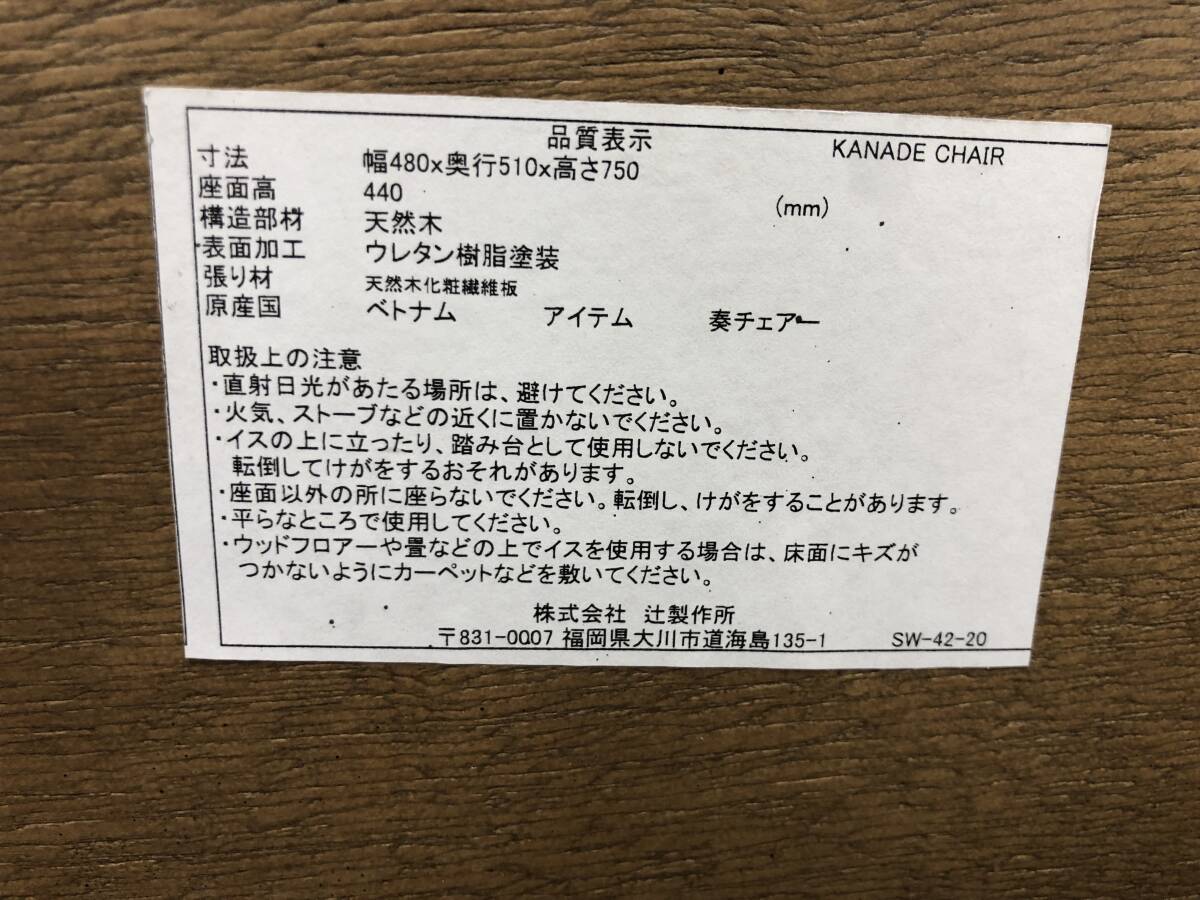 品質表示 KANADE CHAIR
寸法 幅480x奥行510x高さ750
座面高 440 (mm)
構造部材 天然木
表面加工 ウレタン樹脂塗装
張り材 天然木化粧繊維板
原産国 ベトナム アイテム 奏チェアー
取扱上の注意
・直射日光があたる場所は、避けてください。
・火気、ストーブなどの近くに置かないでください。
・イスの上に立ったり、踏み台として使用しないでください。
転倒してけがをするおそれがあります。
・座面以外の所に座らないでください。転倒し、けがをすることがあります。
・平らなところで使用してください。
・ウッドフロアーや畳などの上でイスを使用する場合は、床面にキズが
つかないようにカーペットなどを敷いてください。
株式会社 辻製作所
〒831-0007 福岡県大川市道海島135-1 SW-42-20